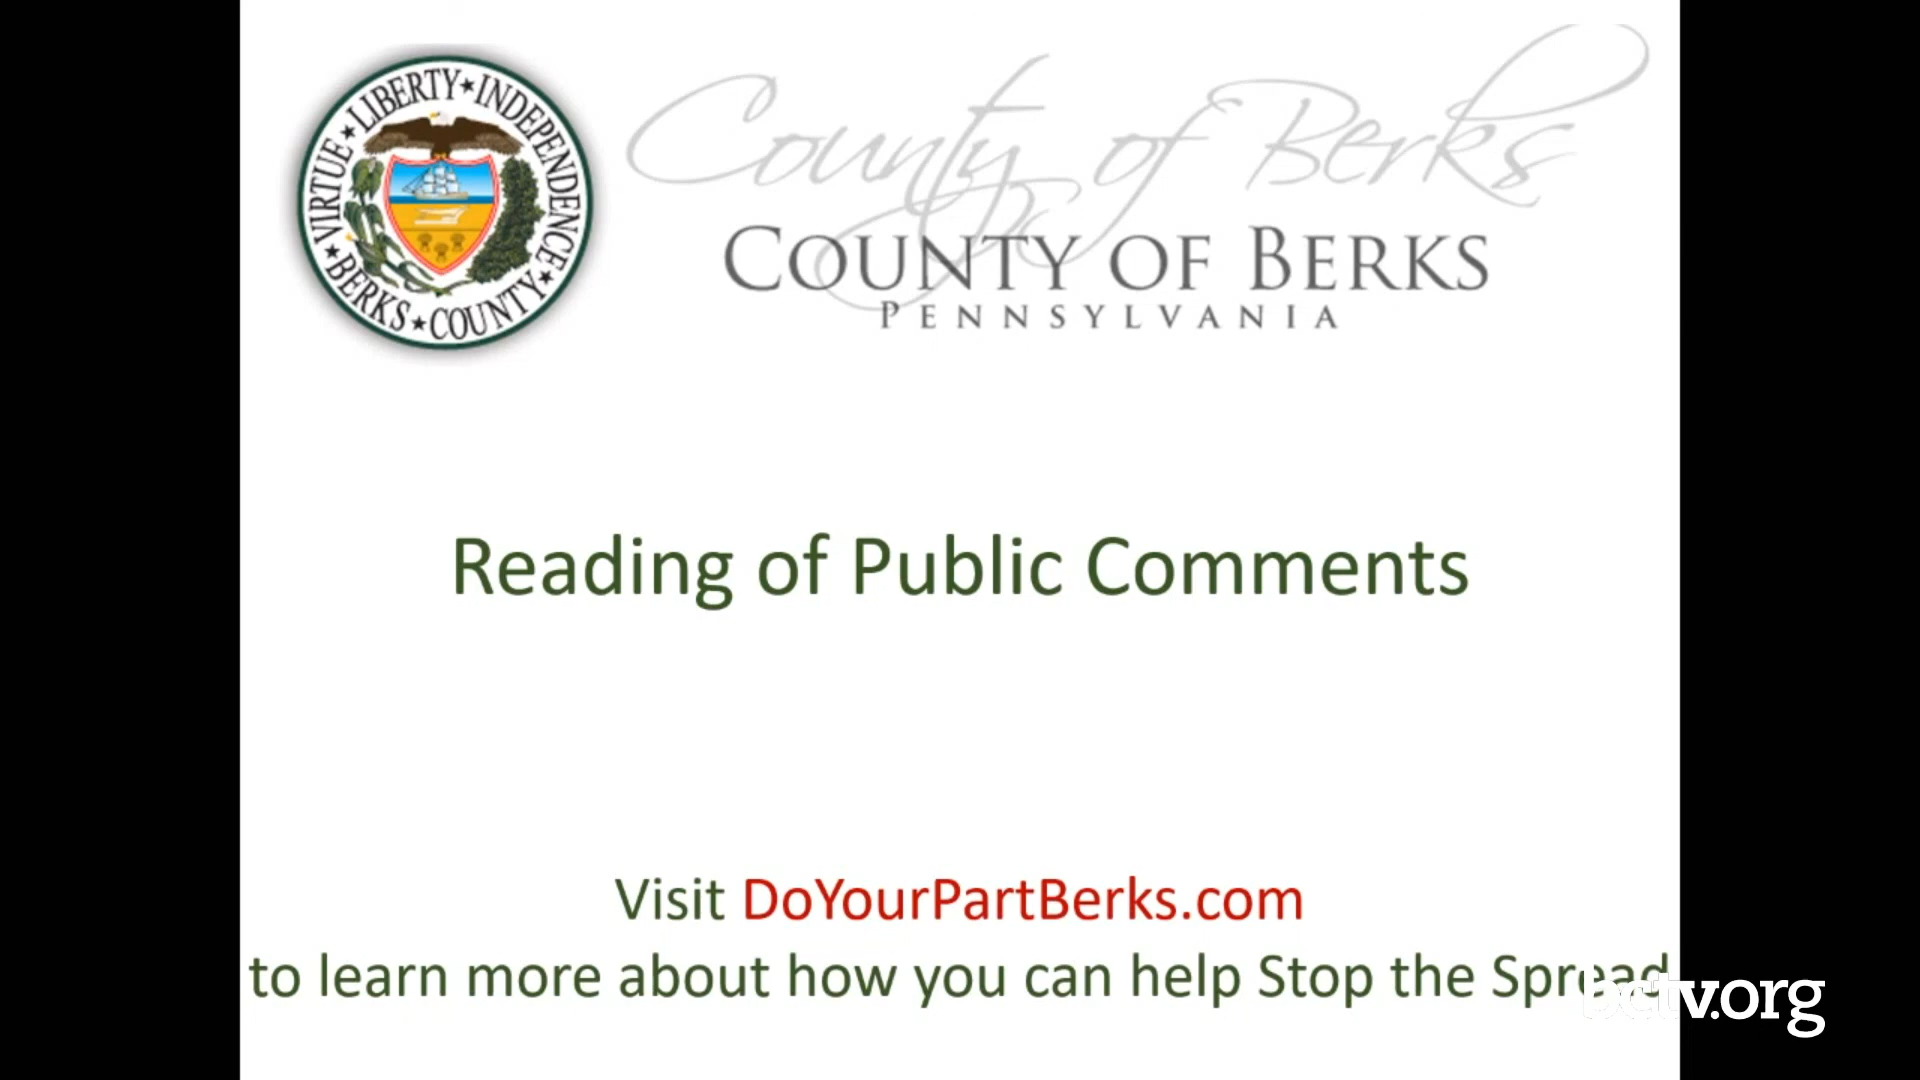 VIRTUE★LIBERTY★INDEPENDENCE
★BERKS★COUNTY★
County of Berks
COUNTY OF BERKS
PENNSYLVANIA
Reading of Public Comments
Visit DoYourPartBerks.com
to learn more about how you can help Stop the Spread
bctv.org